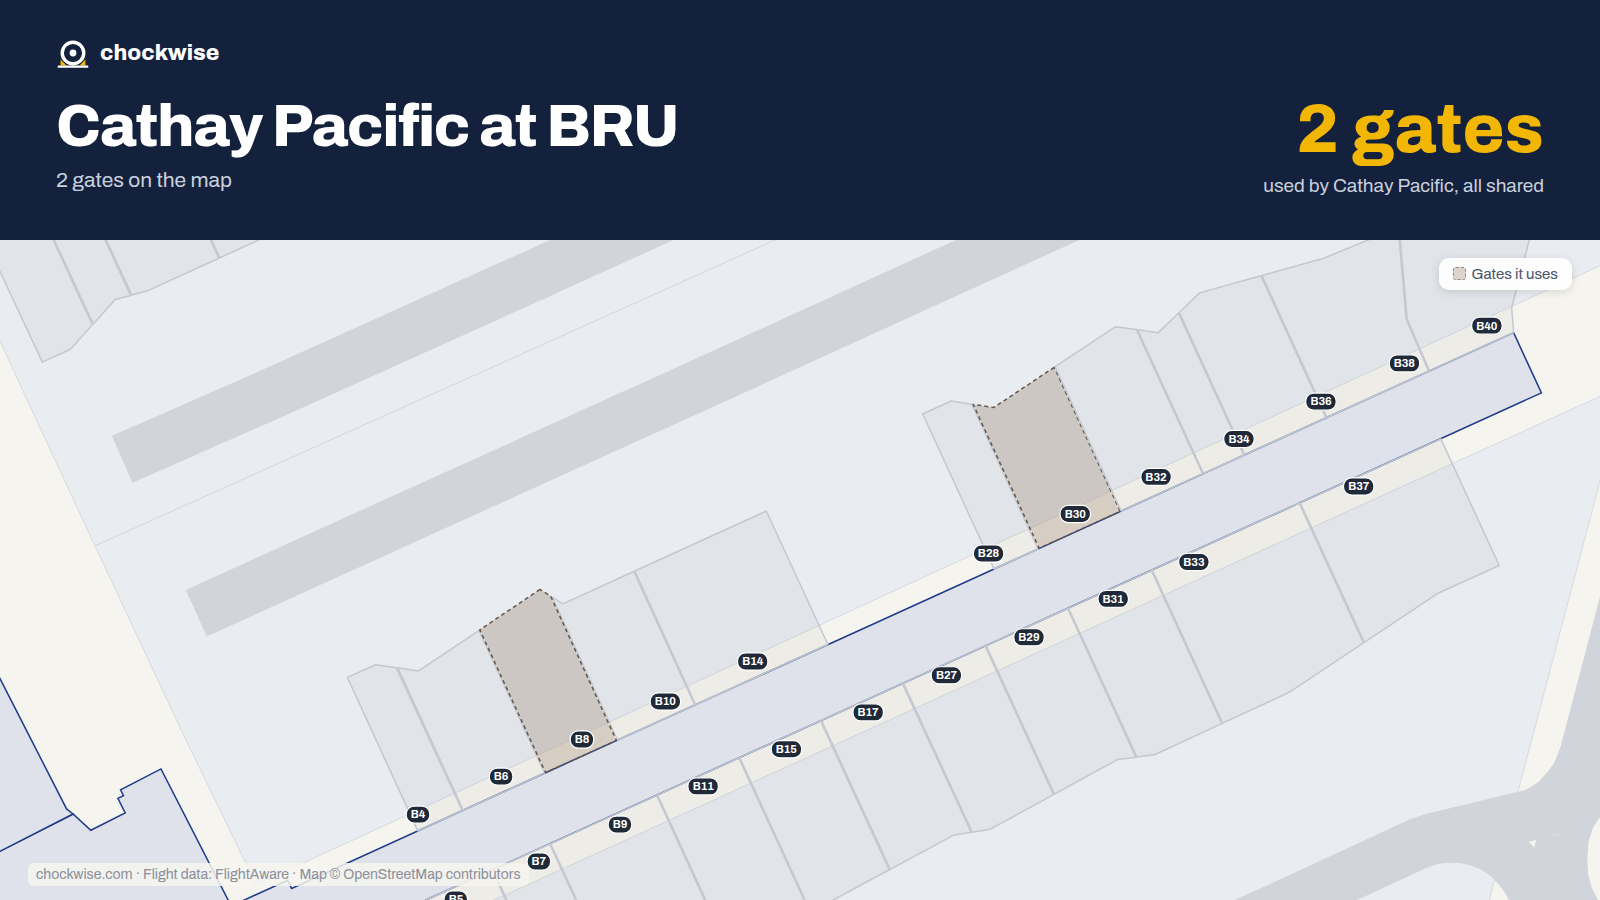 chockwise
Cathay Pacific at BRU
2 gates on the map
2 gates
used by Cathay Pacific, all shared
Gates it uses
B40
B38
B36
B34
B32
B30
B28
B37
B33
B31
B29
B27
B17
B15
B14
B10
B8
B6
B4
B11
B9
B7
B5
chockwise.com · Flight data: FlightAware · Map © OpenStreetMap contributors